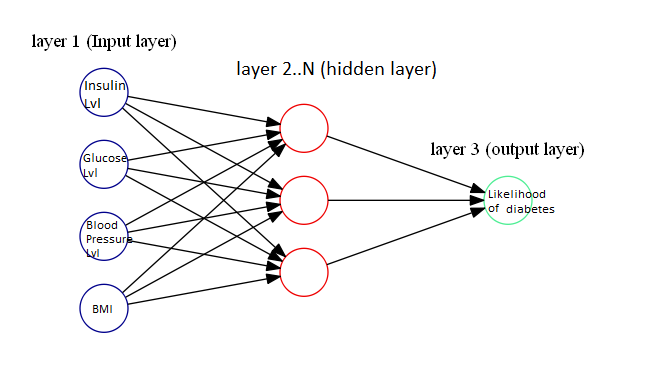 layer 1 (Input layer)
layer 2..N (hidden layer)
layer 3 (output layer)
Insulin
Lvl
Glucose
Lvl
Blood
Pressure
Lvl
BMI
Likelihood
of diabetes